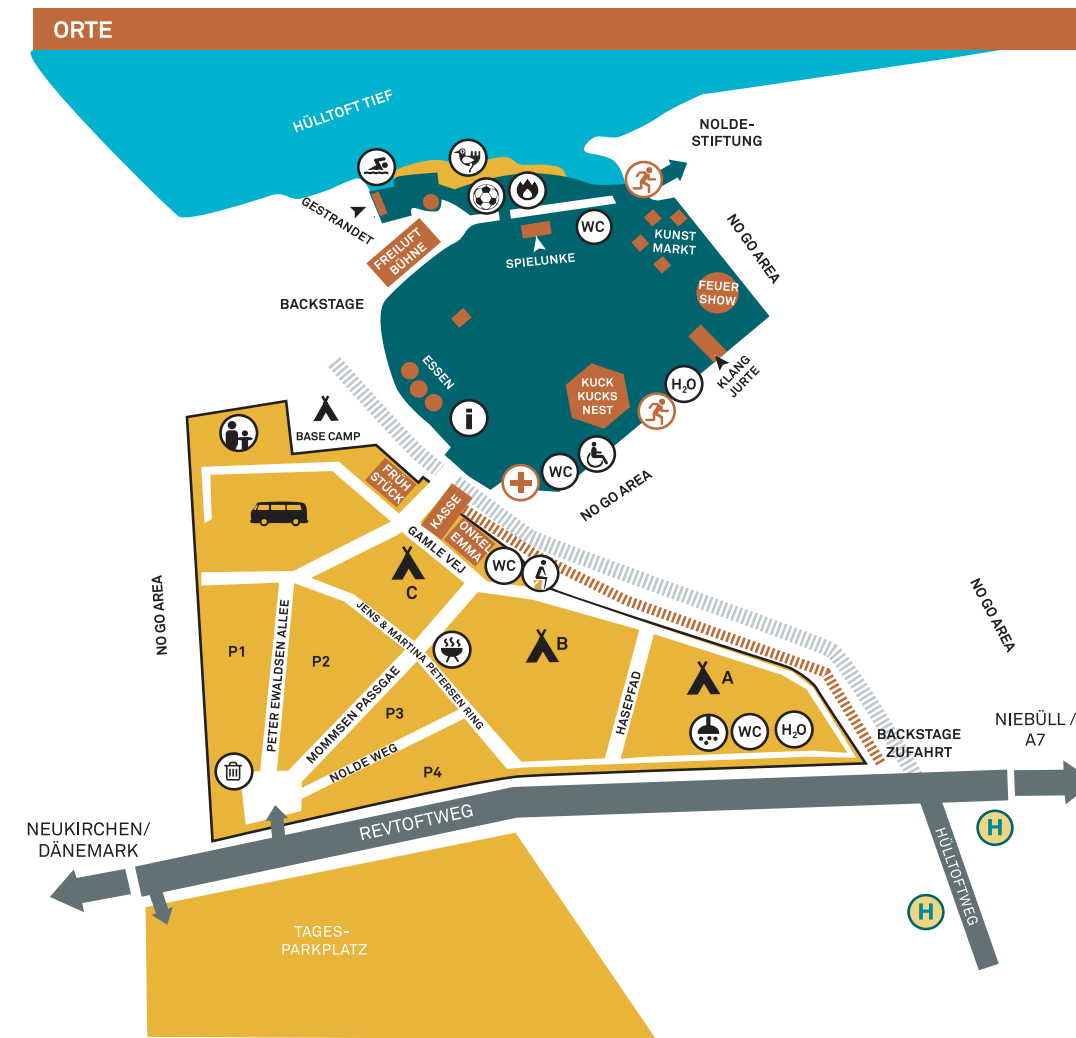 ORTE
HÜLLTOFT TIEF
NOLDE-
STIFTUNG
GESTRANDET
FREILUFT
BÜHNE
WC
SPIELUNKE
KUNST
MARKT
NO GO AREA
BACKSTAGE
FEUER
SHOW
KLANG
JURTE
ESSEN
KUCK
KUCKS
NEST
H₂O
i
WC
NO GO AREA
BASE CAMP
FRÜH
STÜCK
KASSE
ONKEL
EMMA
GAMLE VEJ
WC
C
B
A
NO GO AREA
NO GO AREA
P1
P2
P3
P4
PETER EWALDSEN ALLEE
JENS & MARTINA PETERSEN RING
MOMMSEN PASSGAE
NOLDE WEG
HASEPFAD
WC
H₂O
BACKSTAGE
ZUFAHRT
NIEBÜLL /
A7
NEUKIRCHEN/
DÄNEMARK
REVTOFTWEG
HÜLLTOFTWEG
H
H
TAGES-
PARKPLATZ